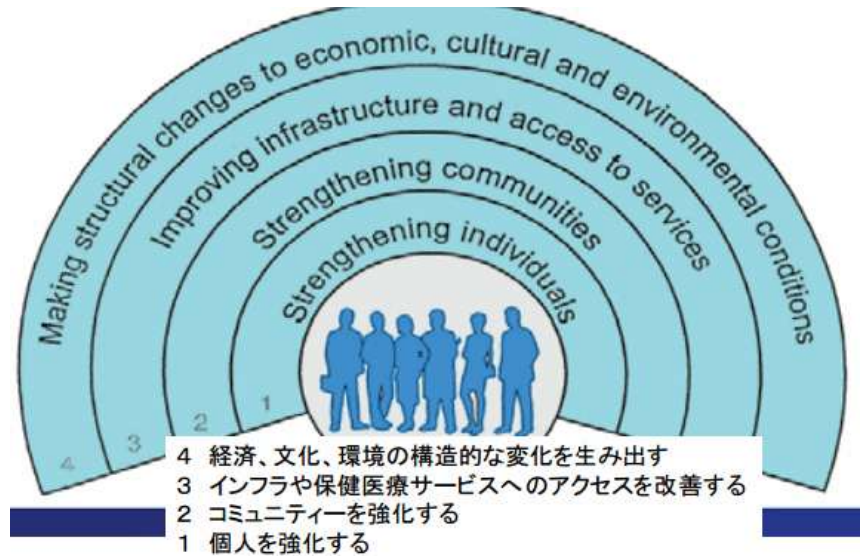 Making structural changes to economic, cultural and environmental conditions
Improving infrastructure and access to services
Strengthening communities
Strengthening individuals
1
2
3
4
4 経済、文化、環境の構造的な変化を生み出す
3 インフラや保健医療サービスへのアクセスを改善する
2 コミュニティーを強化する
1 個人を強化する